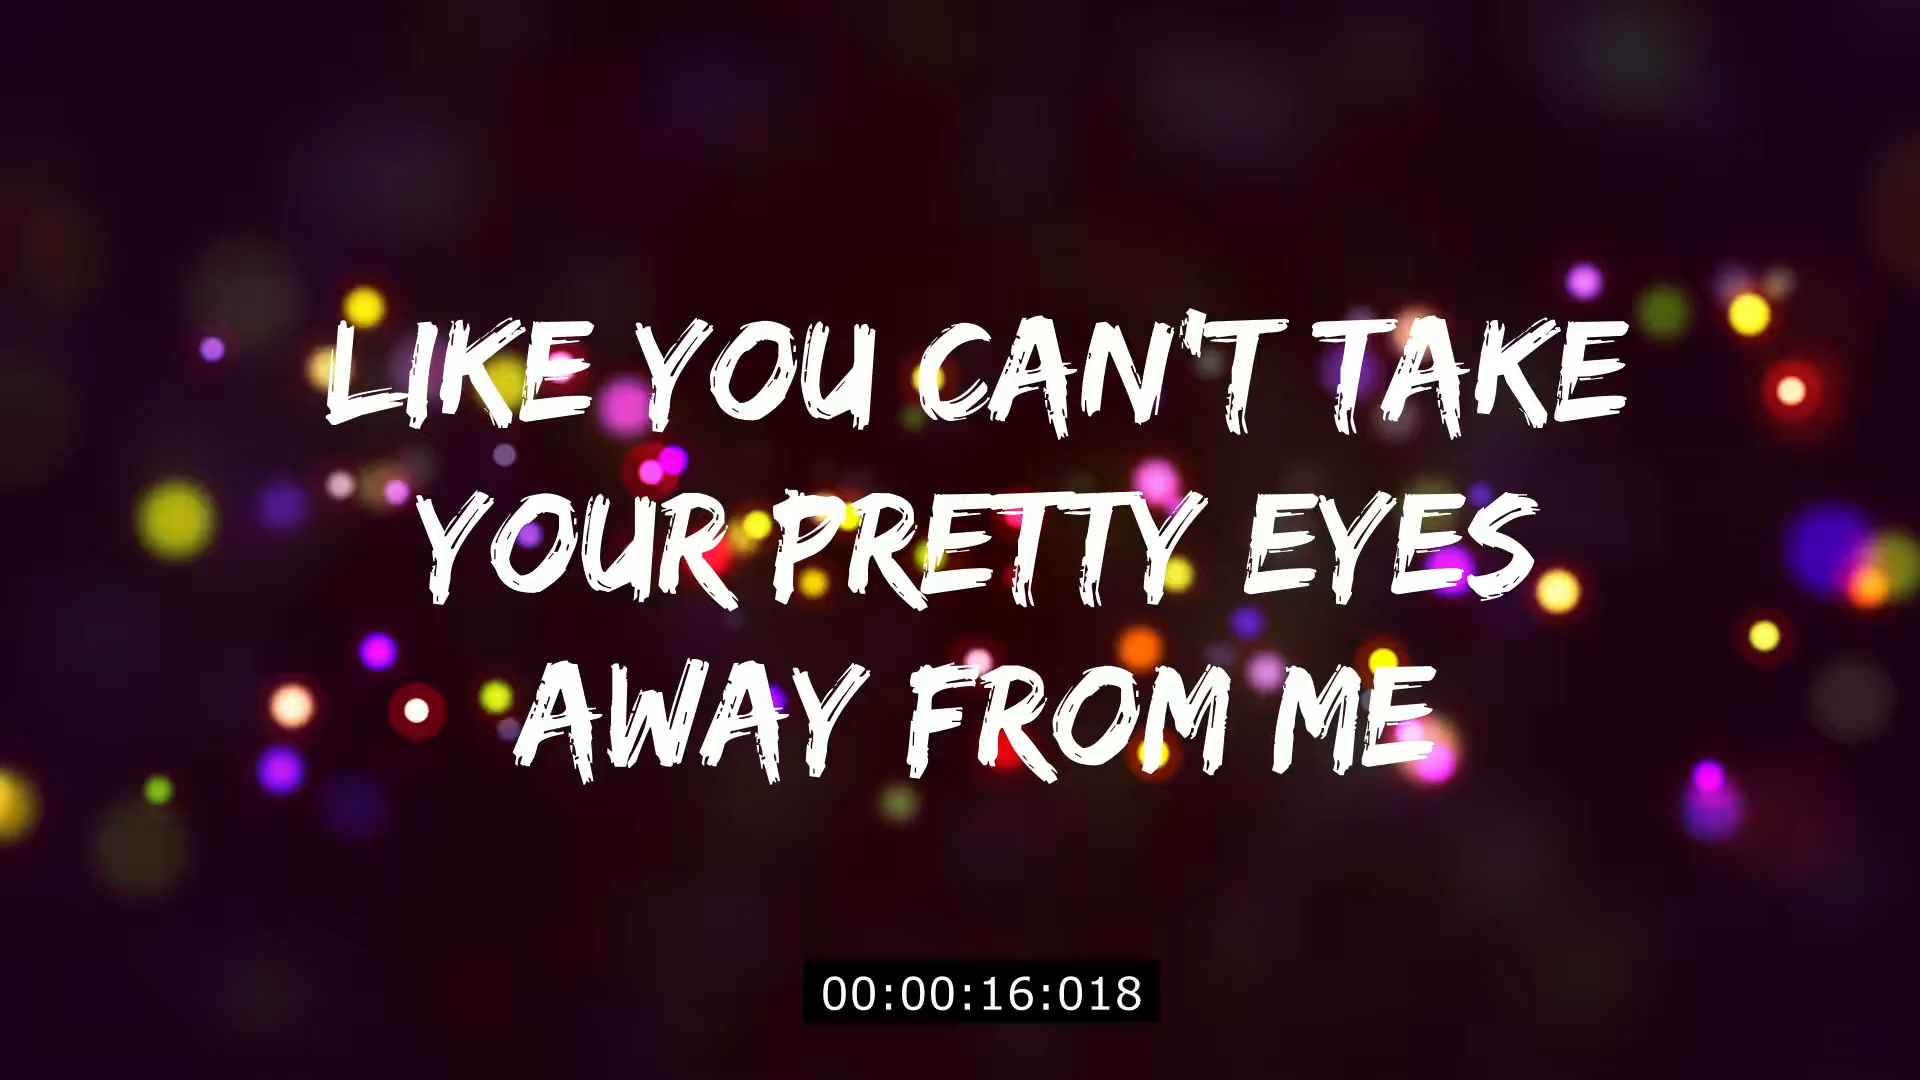 LIKE YOU CAN'T TAKE
YOUR PRETTY EYES
AWAY FROM ME
00:00:16:018